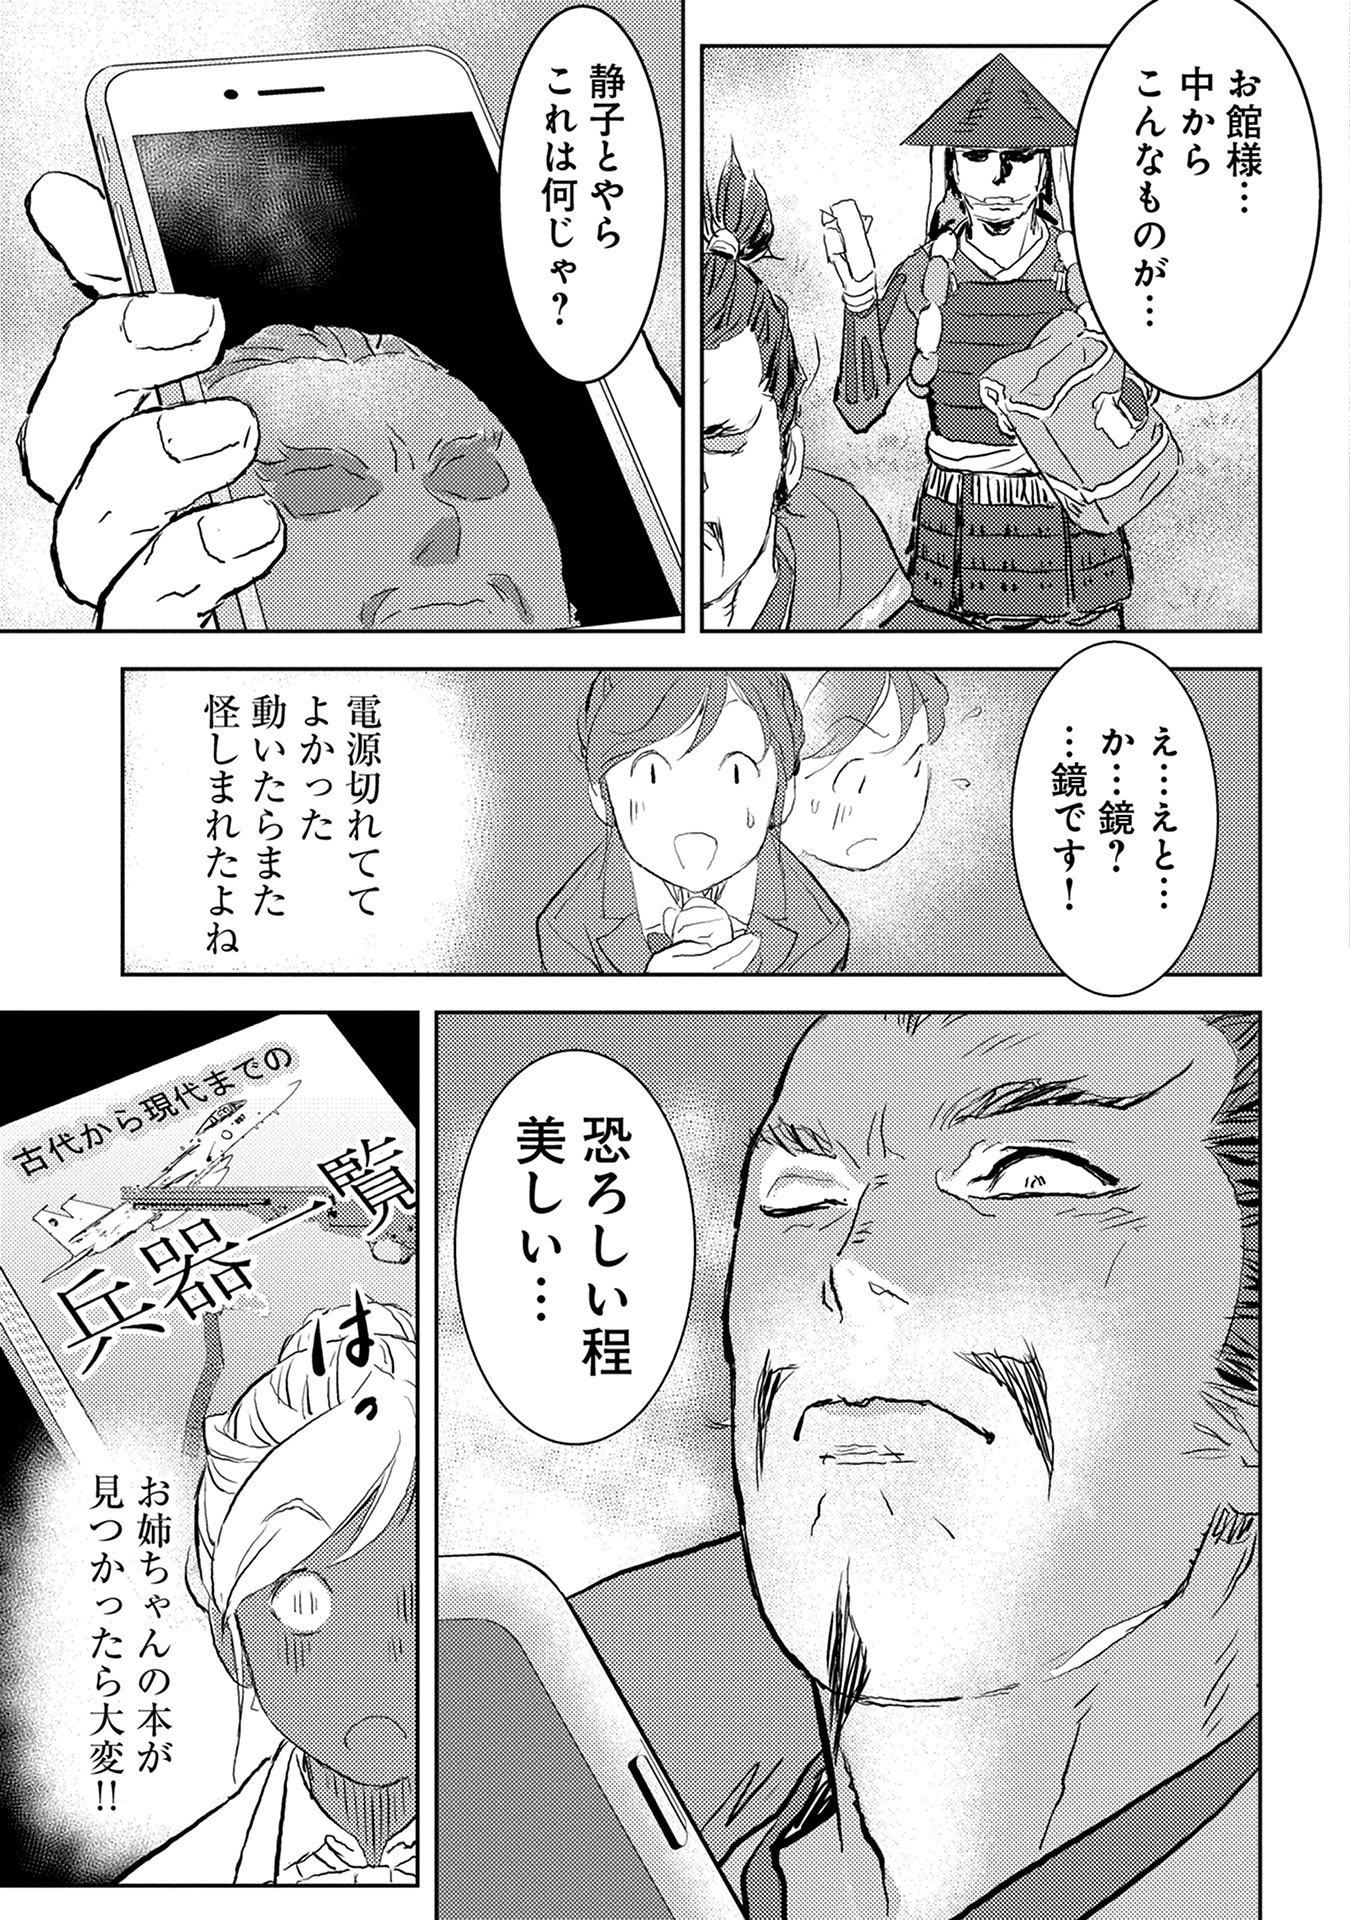 お館様…
中から
こんなものが…
静子とやら
これは何じゃ?
え…えと…
か…鏡?
…鏡です!
電源切れてて
よかった
動いたらまた
怪しまれたよね
恐ろしい程
美しい…
古代から現代までの
兵器一覧
はっ
お姉ちゃんの本が
見つかったら大変!!